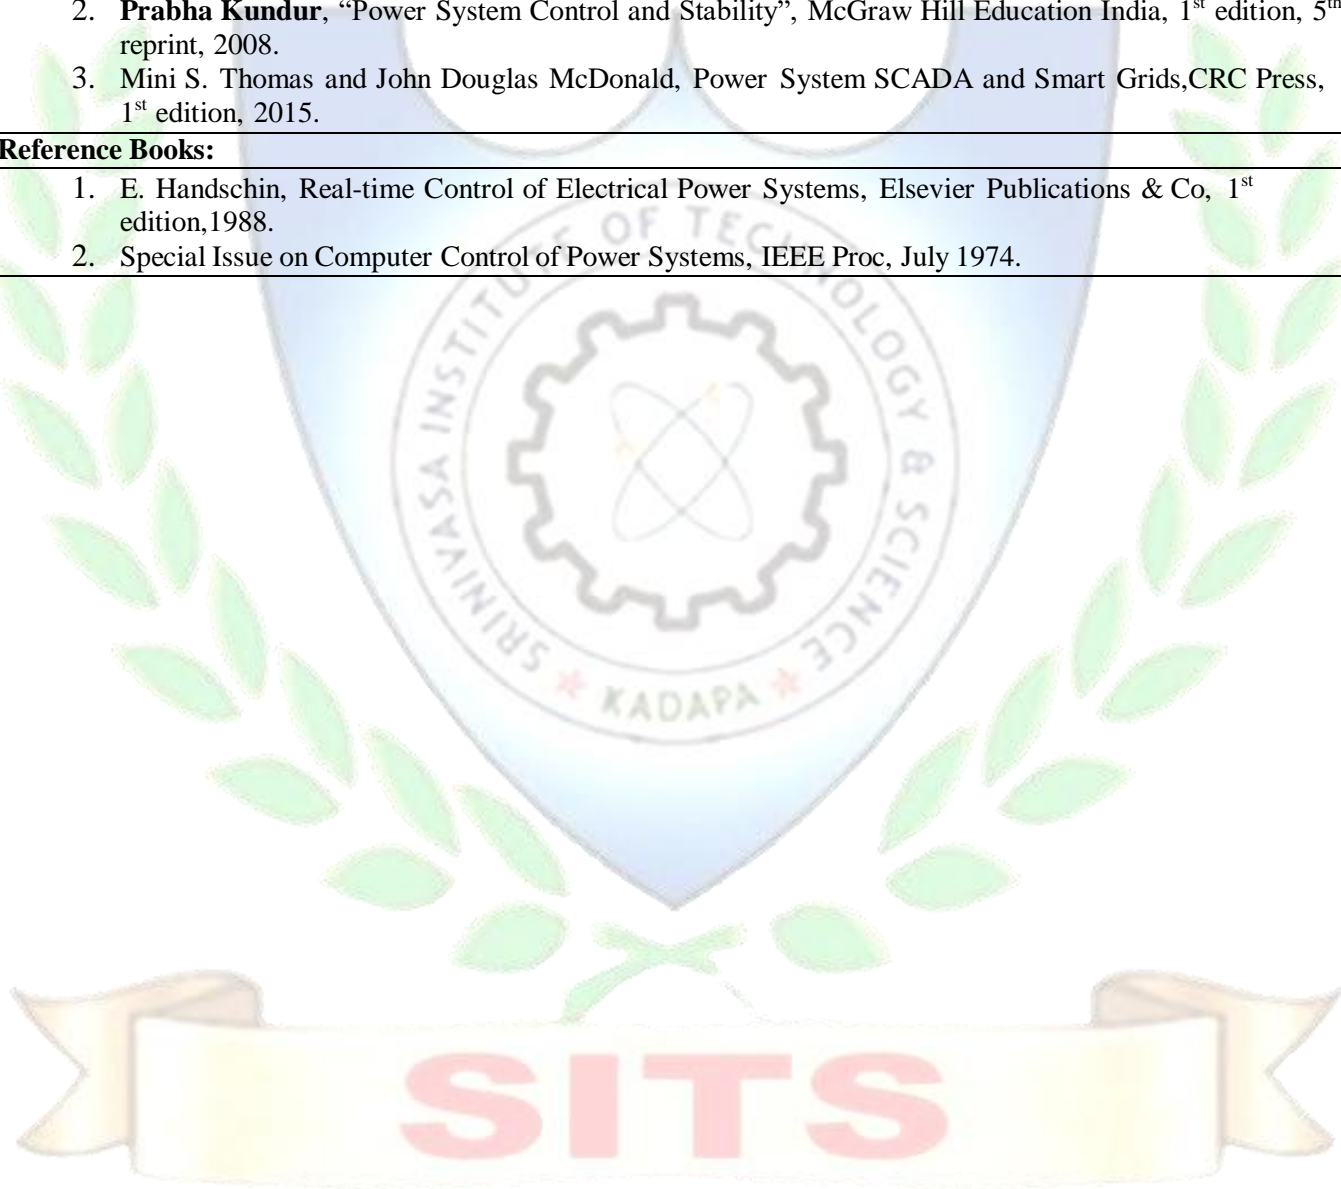 2. Prabha Kundur, “Power System Control and Stability”, McGraw Hill Education India, 1st edition, 5th
reprint, 2008.
3. Mini S. Thomas and John Douglas McDonald, Power System SCADA and Smart Grids,CRC Press,
1st edition, 2015.
Reference Books:
1. E. Handschin, Real-time Control of Electrical Power Systems, Elsevier Publications & Co, 1st
edition,1988.
2. Special Issue on Computer Control of Power Systems, IEEE Proc, July 1974.
SRINIVASA INSTITUTE OF TECHNOLOGY & SCIENCE
KADAPA
SITS